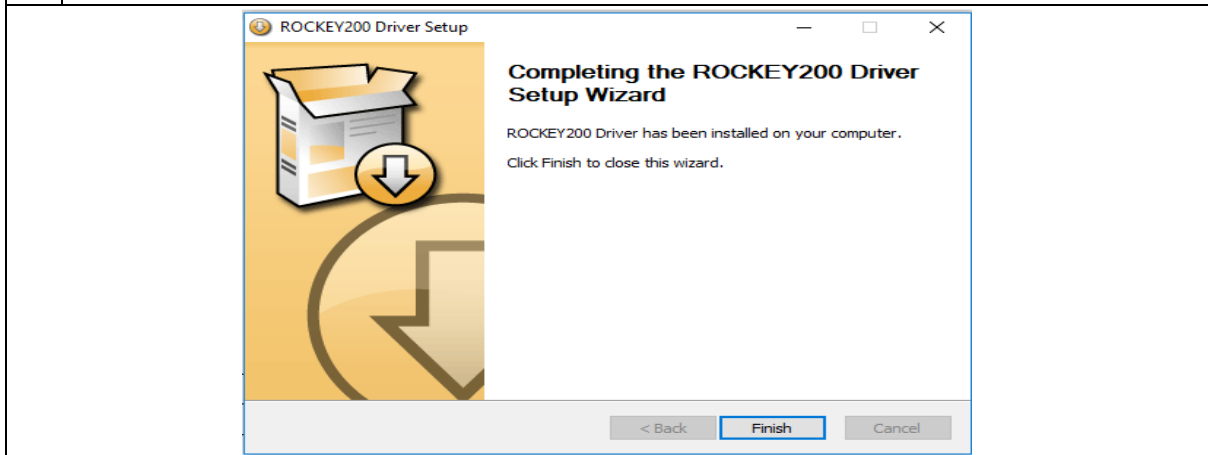 ROCKEY200 Driver Setup
Completing the ROCKEY200 Driver
Setup Wizard
ROCKEY200 Driver has been installed on your computer.
Click Finish to close this wizard.
< Back Finish Cancel